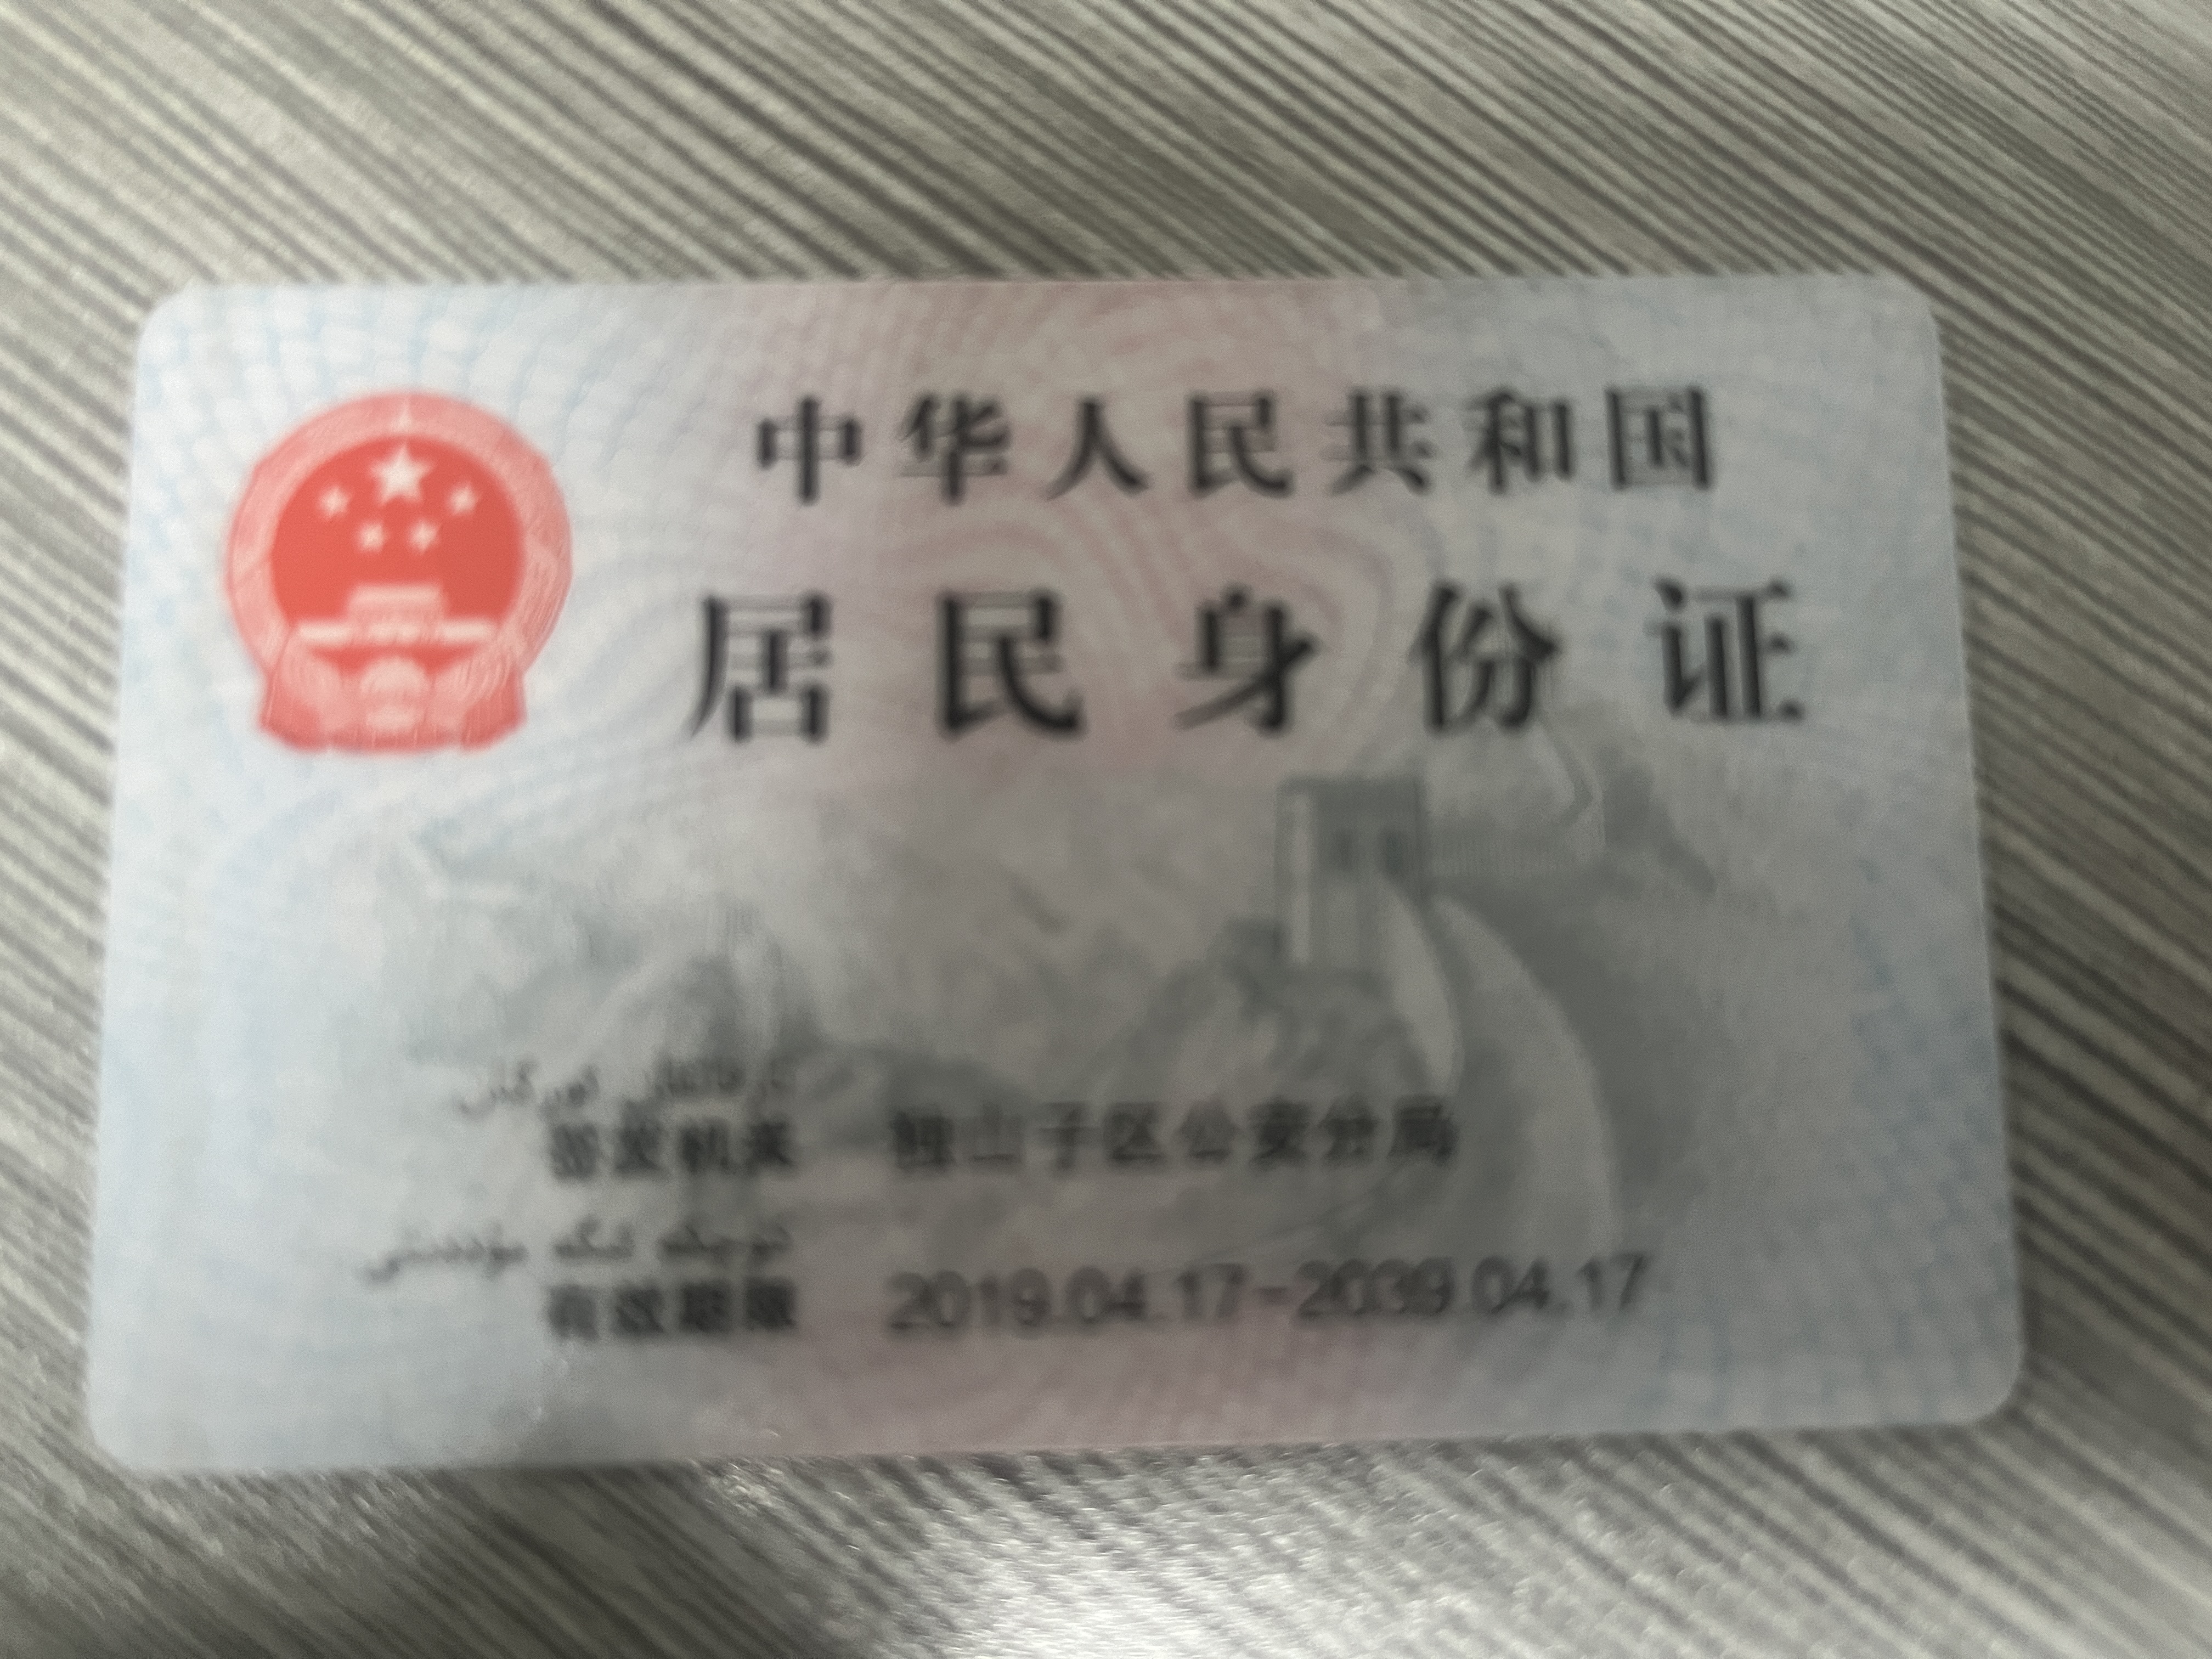 中华人民共和国
居民身份证
签发机关 独山子区公安分局
有效期限 2019.04.17-2039.04.17